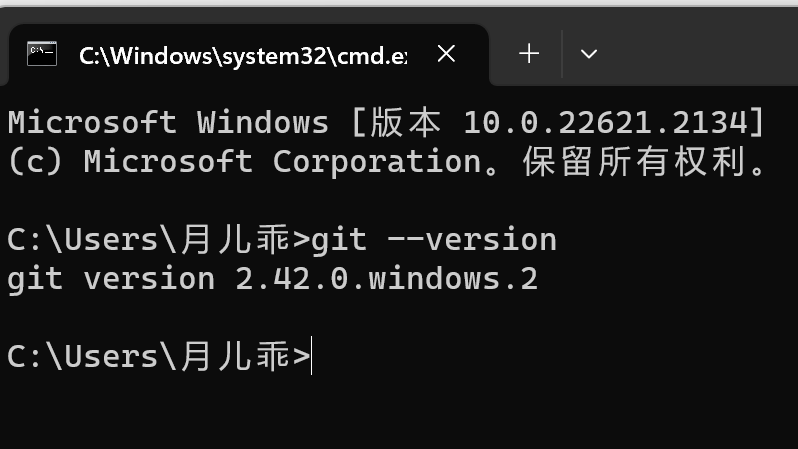 C:\Windows\system32\cmd.e
Microsoft Windows [版本 10.0.22621.2134]
(c) Microsoft Corporation。保留所有权利。
C:\Users\月儿乖>git --version
git version 2.42.0.windows.2
C:\Users\月儿乖>